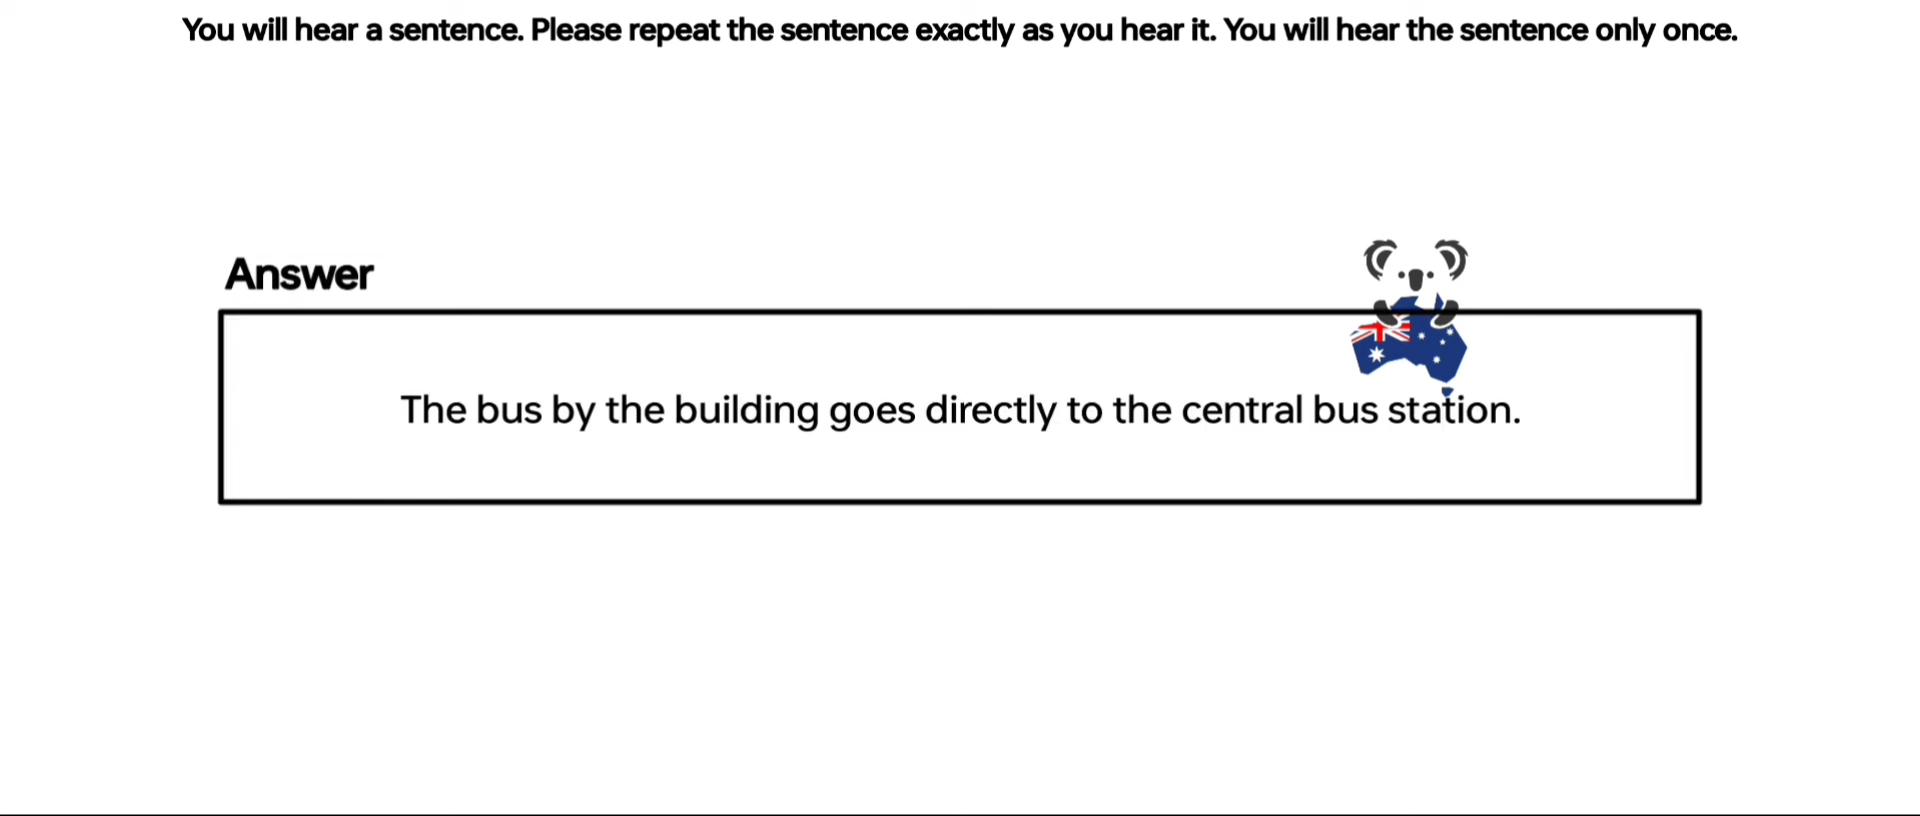 You will hear a sentence. Please repeat the sentence exactly as you hear it. You will hear the sentence only once.
Answer
The bus by the building goes directly to the central bus station.